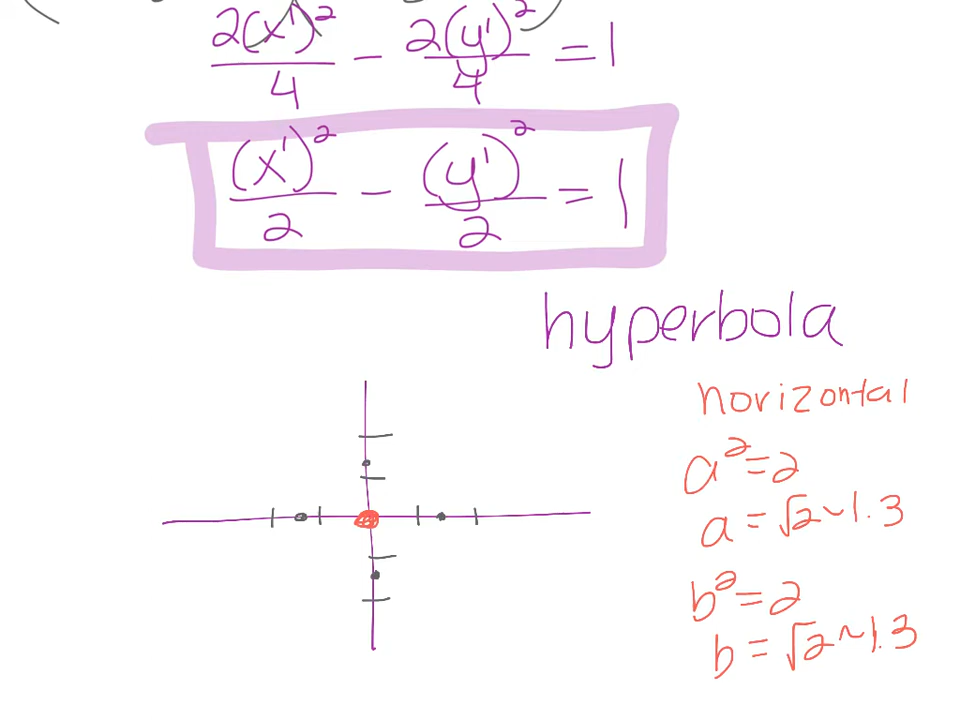 2(x')²/4 - 2(y')²/4 = 1
(x')²/2 - (y')²/2 = 1
hyperbola
horizontal
a²=2
a = √2 ~ 1.3
b² = 2
b = √2 ~ 1.3